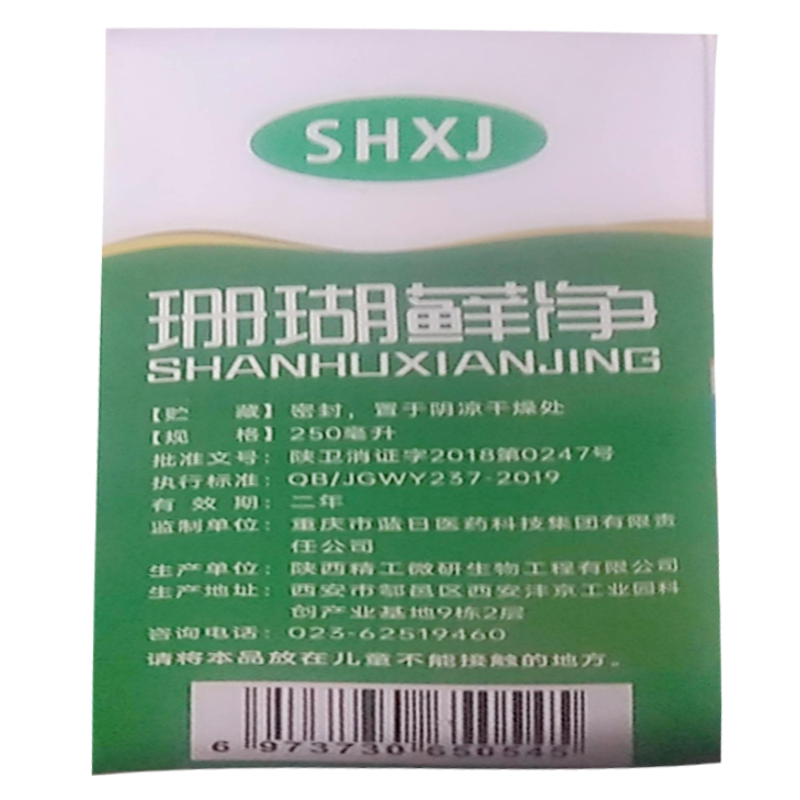 SHXJ
珊瑚藓净
SHANHUXIANJING
【贮 藏】密封，置于阴凉干燥处
【规 格】250毫升
批准文号：陕卫消证字2018第0247号
执行标准：QB/JGWY237-2019
有 效 期：二年
监制单位：重庆市蓝日医药科技集团有限责
任公司
生产单位：陕西精工微研生物工程有限公司
生产地址：西安市鄠邑区西安沣京工业园科
创产业基地9栋2层
咨询电话：023-62519460
请将本品放在儿童不能接触的地方。
6 973730 650545